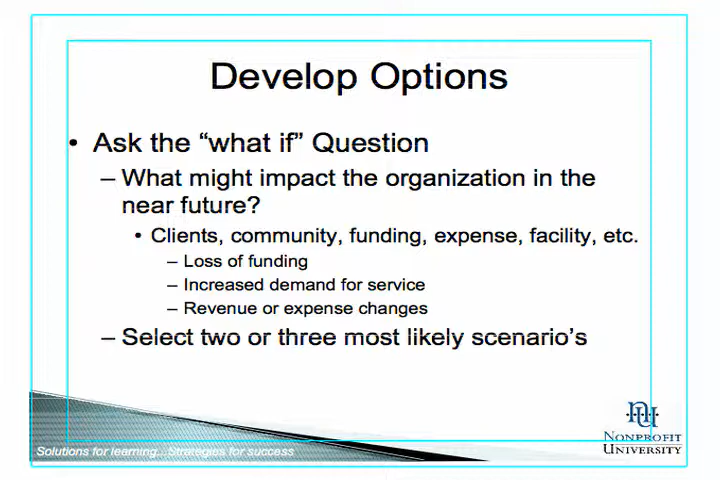 Develop Options
• Ask the “what if” Question
– What might impact the organization in the
near future?
• Clients, community, funding, expense, facility, etc.
– Loss of funding
– Increased demand for service
– Revenue or expense changes
– Select two or three most likely scenario’s
NU
NONPROFIT
UNIVERSITY
Solutions for learning...Strategies for success